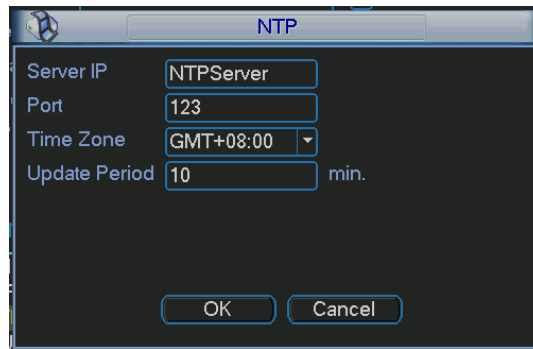 NTP
Server IP NTPServer
Port 123
Time Zone GMT+08:00
Update Period 10 min.
OK Cancel